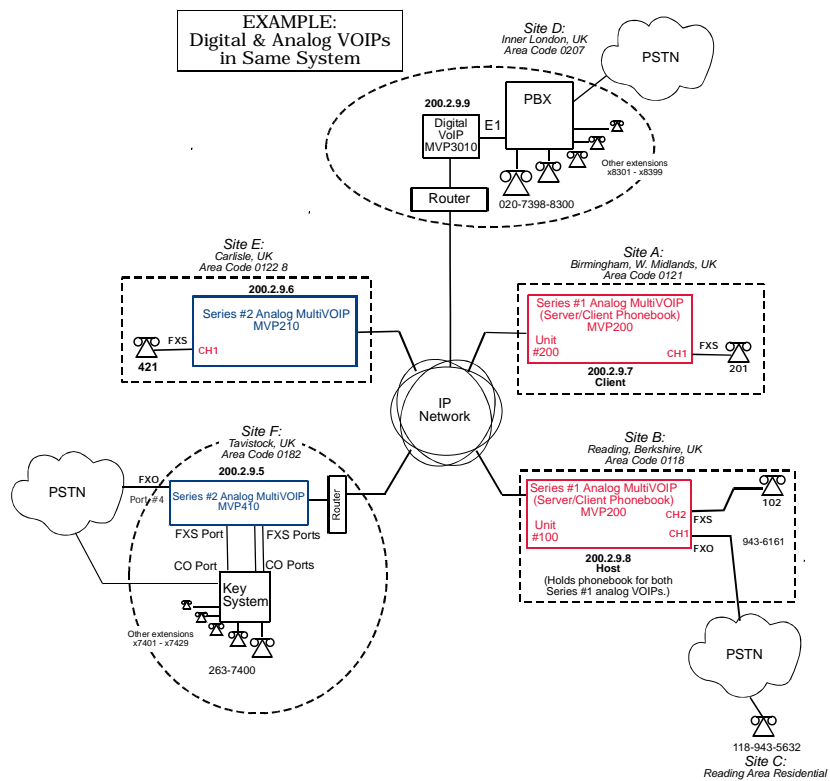 EXAMPLE:
Digital & Analog VOIPs
in Same System
Site D:
Inner London, UK
Area Code 0207
PSTN
200.2.9.9
Digital
VoIP
MVP3010
E1
PBX
Other extensions
x8301 - x8399
Router
020-7398-8300
Site E:
Carlisle, UK
Area Code 0122 8
200.2.9.6
Series #2 Analog MultiVOIP
MVP210
FXS
CH1
421
Site A:
Birmingham, W. Midlands, UK
Area Code 0121
Series #1 Analog MultiVOIP
(Server/Client Phonebook)
MVP200
Unit
#200
FXS
CH1
201
200.2.9.7
Client
IP
Network
Site F:
Tavistock, UK
Area Code 0182
200.2.9.5
FXO
PSTN
Port #4
Series #2 Analog MultiVOIP
MVP410
Router
FXS Port
FXS Ports
CO Port
CO Ports
Key
System
Other extensions
x7401 - x7429
263-7400
Site B:
Reading, Berkshire, UK
Area Code 0118
Series #1 Analog MultiVOIP
(Server/Client Phonebook)
MVP200
Unit
#100
CH2
FXS
102
CH1
FXO
943-6161
200.2.9.8
Host
(Holds phonebook for both
Series #1 analog VOIPs.)
PSTN
118-943-5632
Site C:
Reading Area Residential